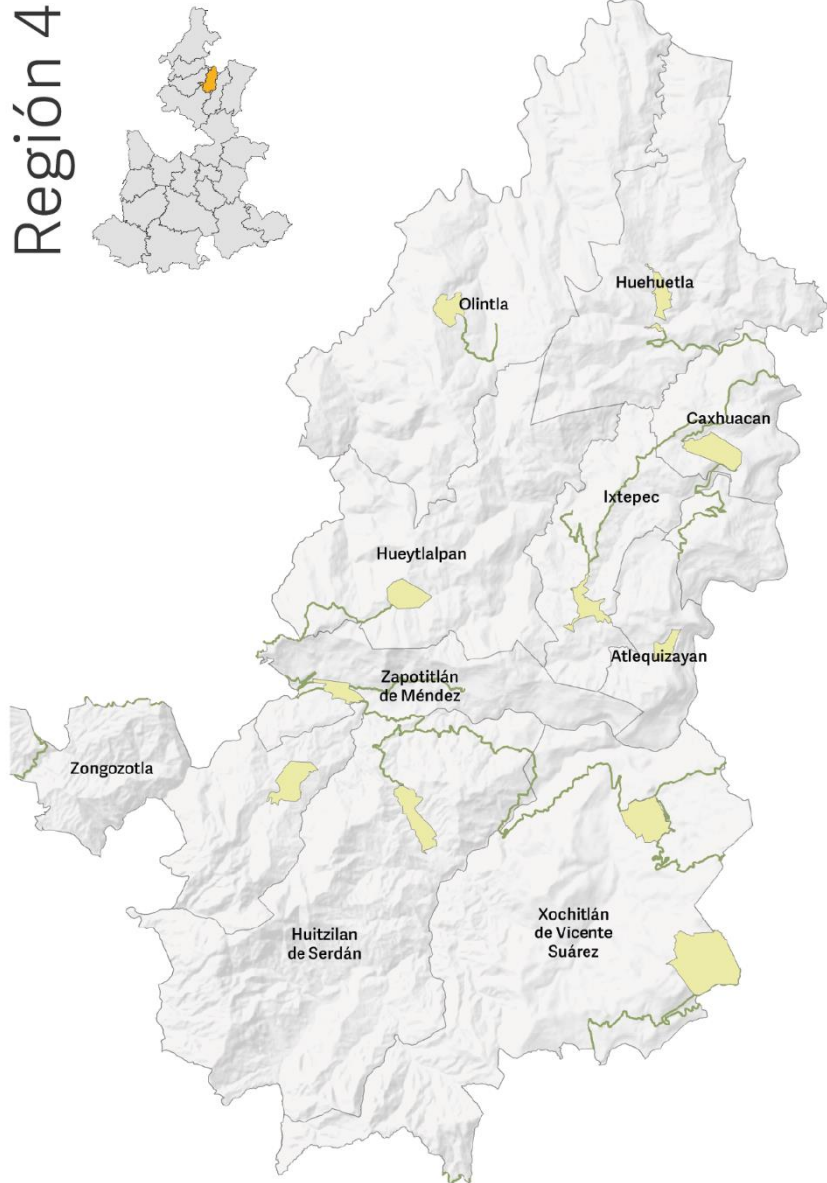 Región 4
Olintla
Huehuetla
Caxhuacan
Ixtepec
Hueytlalpan
Atlequizayan
Zapotitlán
de Méndez
Zongozotla
Huitzilan
de Serdán
Xochitlán
de Vicente
Suárez